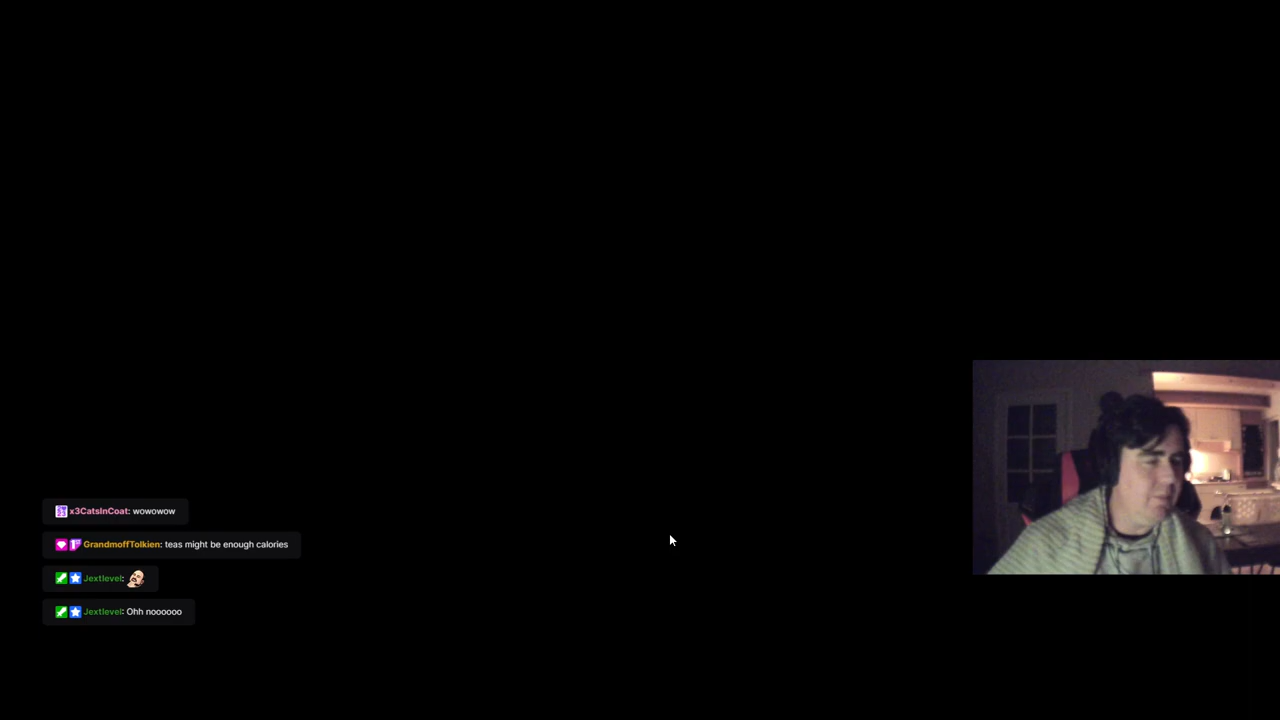 x3CatsInCoat: wowowow
GrandmoffTolkien: teas might be enough calories
Jextlevel:
Jextlevel: Ohh noooooo